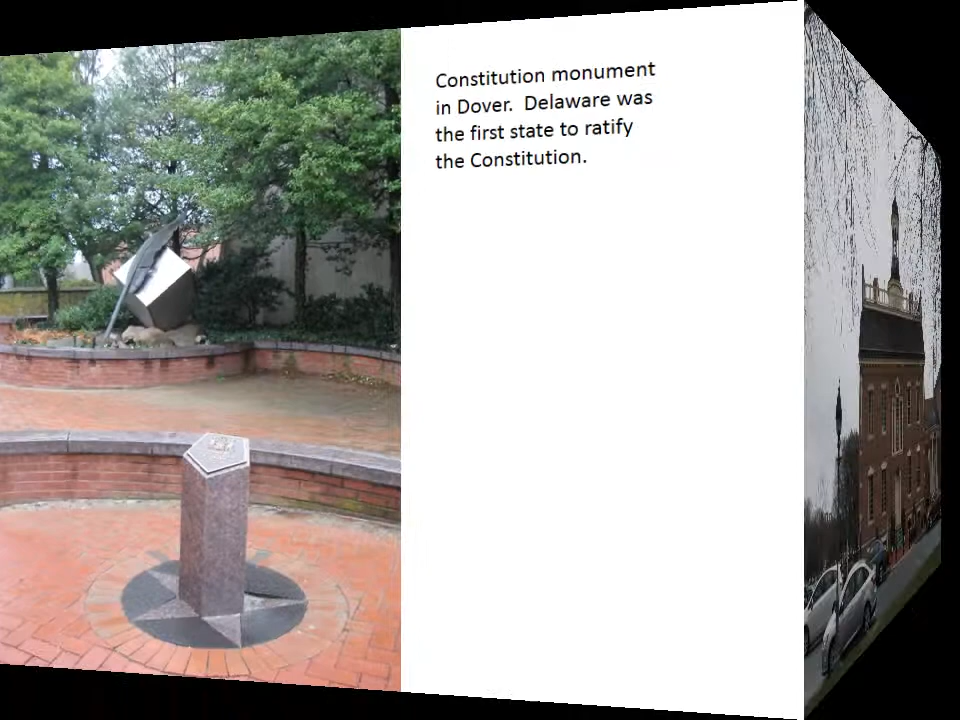 Constitution monument
in Dover.  Delaware was
the first state to ratify
the Constitution.